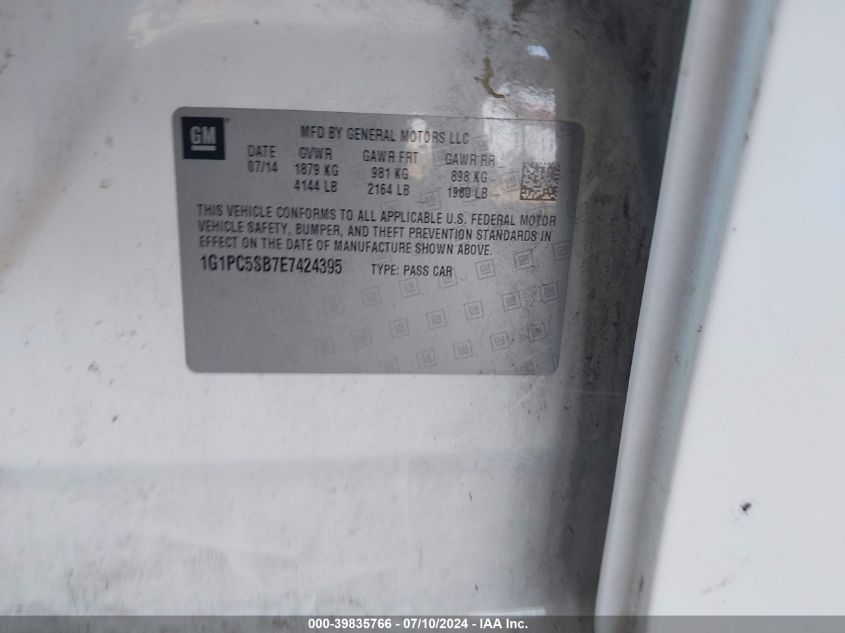 GM
MFD BY GENERAL MOTORS LLC
DATE GVWR GAWR FRT GAWR RR
07/14 1879 KG 981 KG 898 KG
4144 LB 2164 LB 1980 LB
THIS VEHICLE CONFORMS TO ALL APPLICABLE U.S. FEDERAL MOTOR
VEHICLE SAFETY, BUMPER, AND THEFT PREVENTION STANDARDS IN
EFFECT ON THE DATE OF MANUFACTURE SHOWN ABOVE.
1G1PC5SB7E7424395 TYPE: PASS CAR
000-39835766 - 07/10/2024 - IAA Inc.